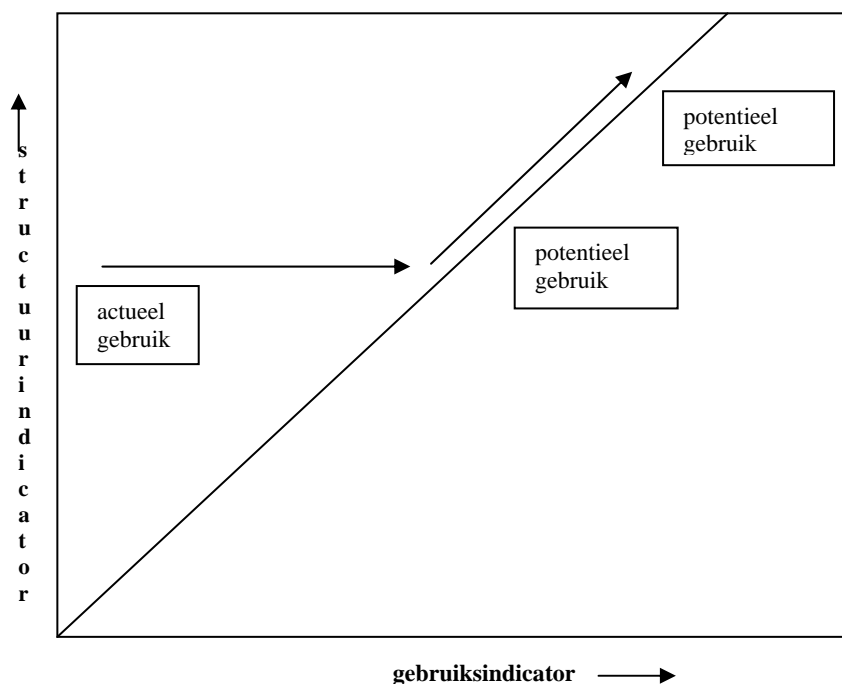 potentieel
gebruik
structuurindicator
potentieel
gebruik
actueel
gebruik
gebruiksindicator